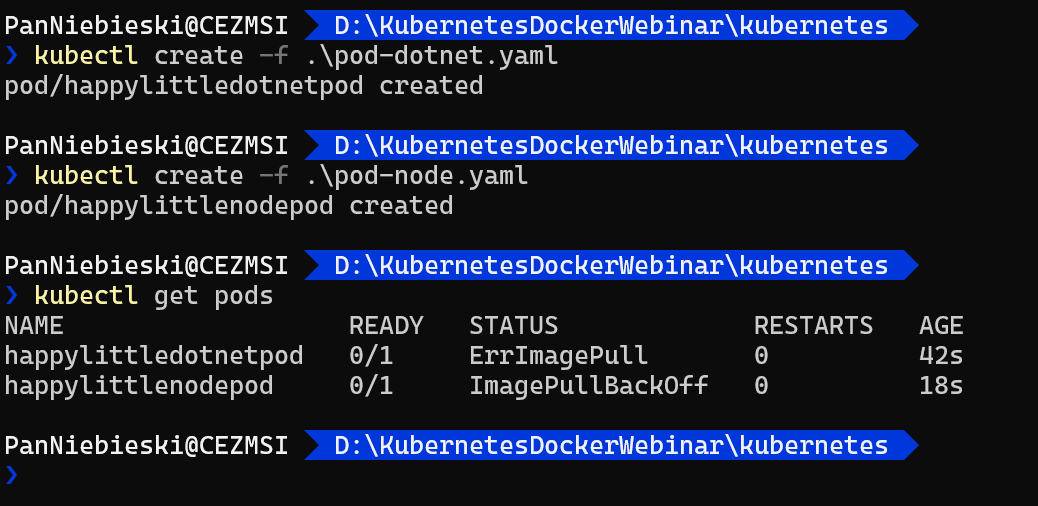 PanNiebieski@CEZMSI D:\KubernetesDockerWebinar\kubernetes
❯ kubectl create -f .\pod-dotnet.yaml
pod/happylittledotnetpod created
PanNiebieski@CEZMSI D:\KubernetesDockerWebinar\kubernetes
❯ kubectl create -f .\pod-node.yaml
pod/happylittlenodepod created
PanNiebieski@CEZMSI D:\KubernetesDockerWebinar\kubernetes
❯ kubectl get pods
NAME READY STATUS RESTARTS AGE
happylittledotnetpod 0/1 ErrImagePull 0 42s
happylittlenodepod 0/1 ImagePullBackOff 0 18s
PanNiebieski@CEZMSI D:\KubernetesDockerWebinar\kubernetes
❯